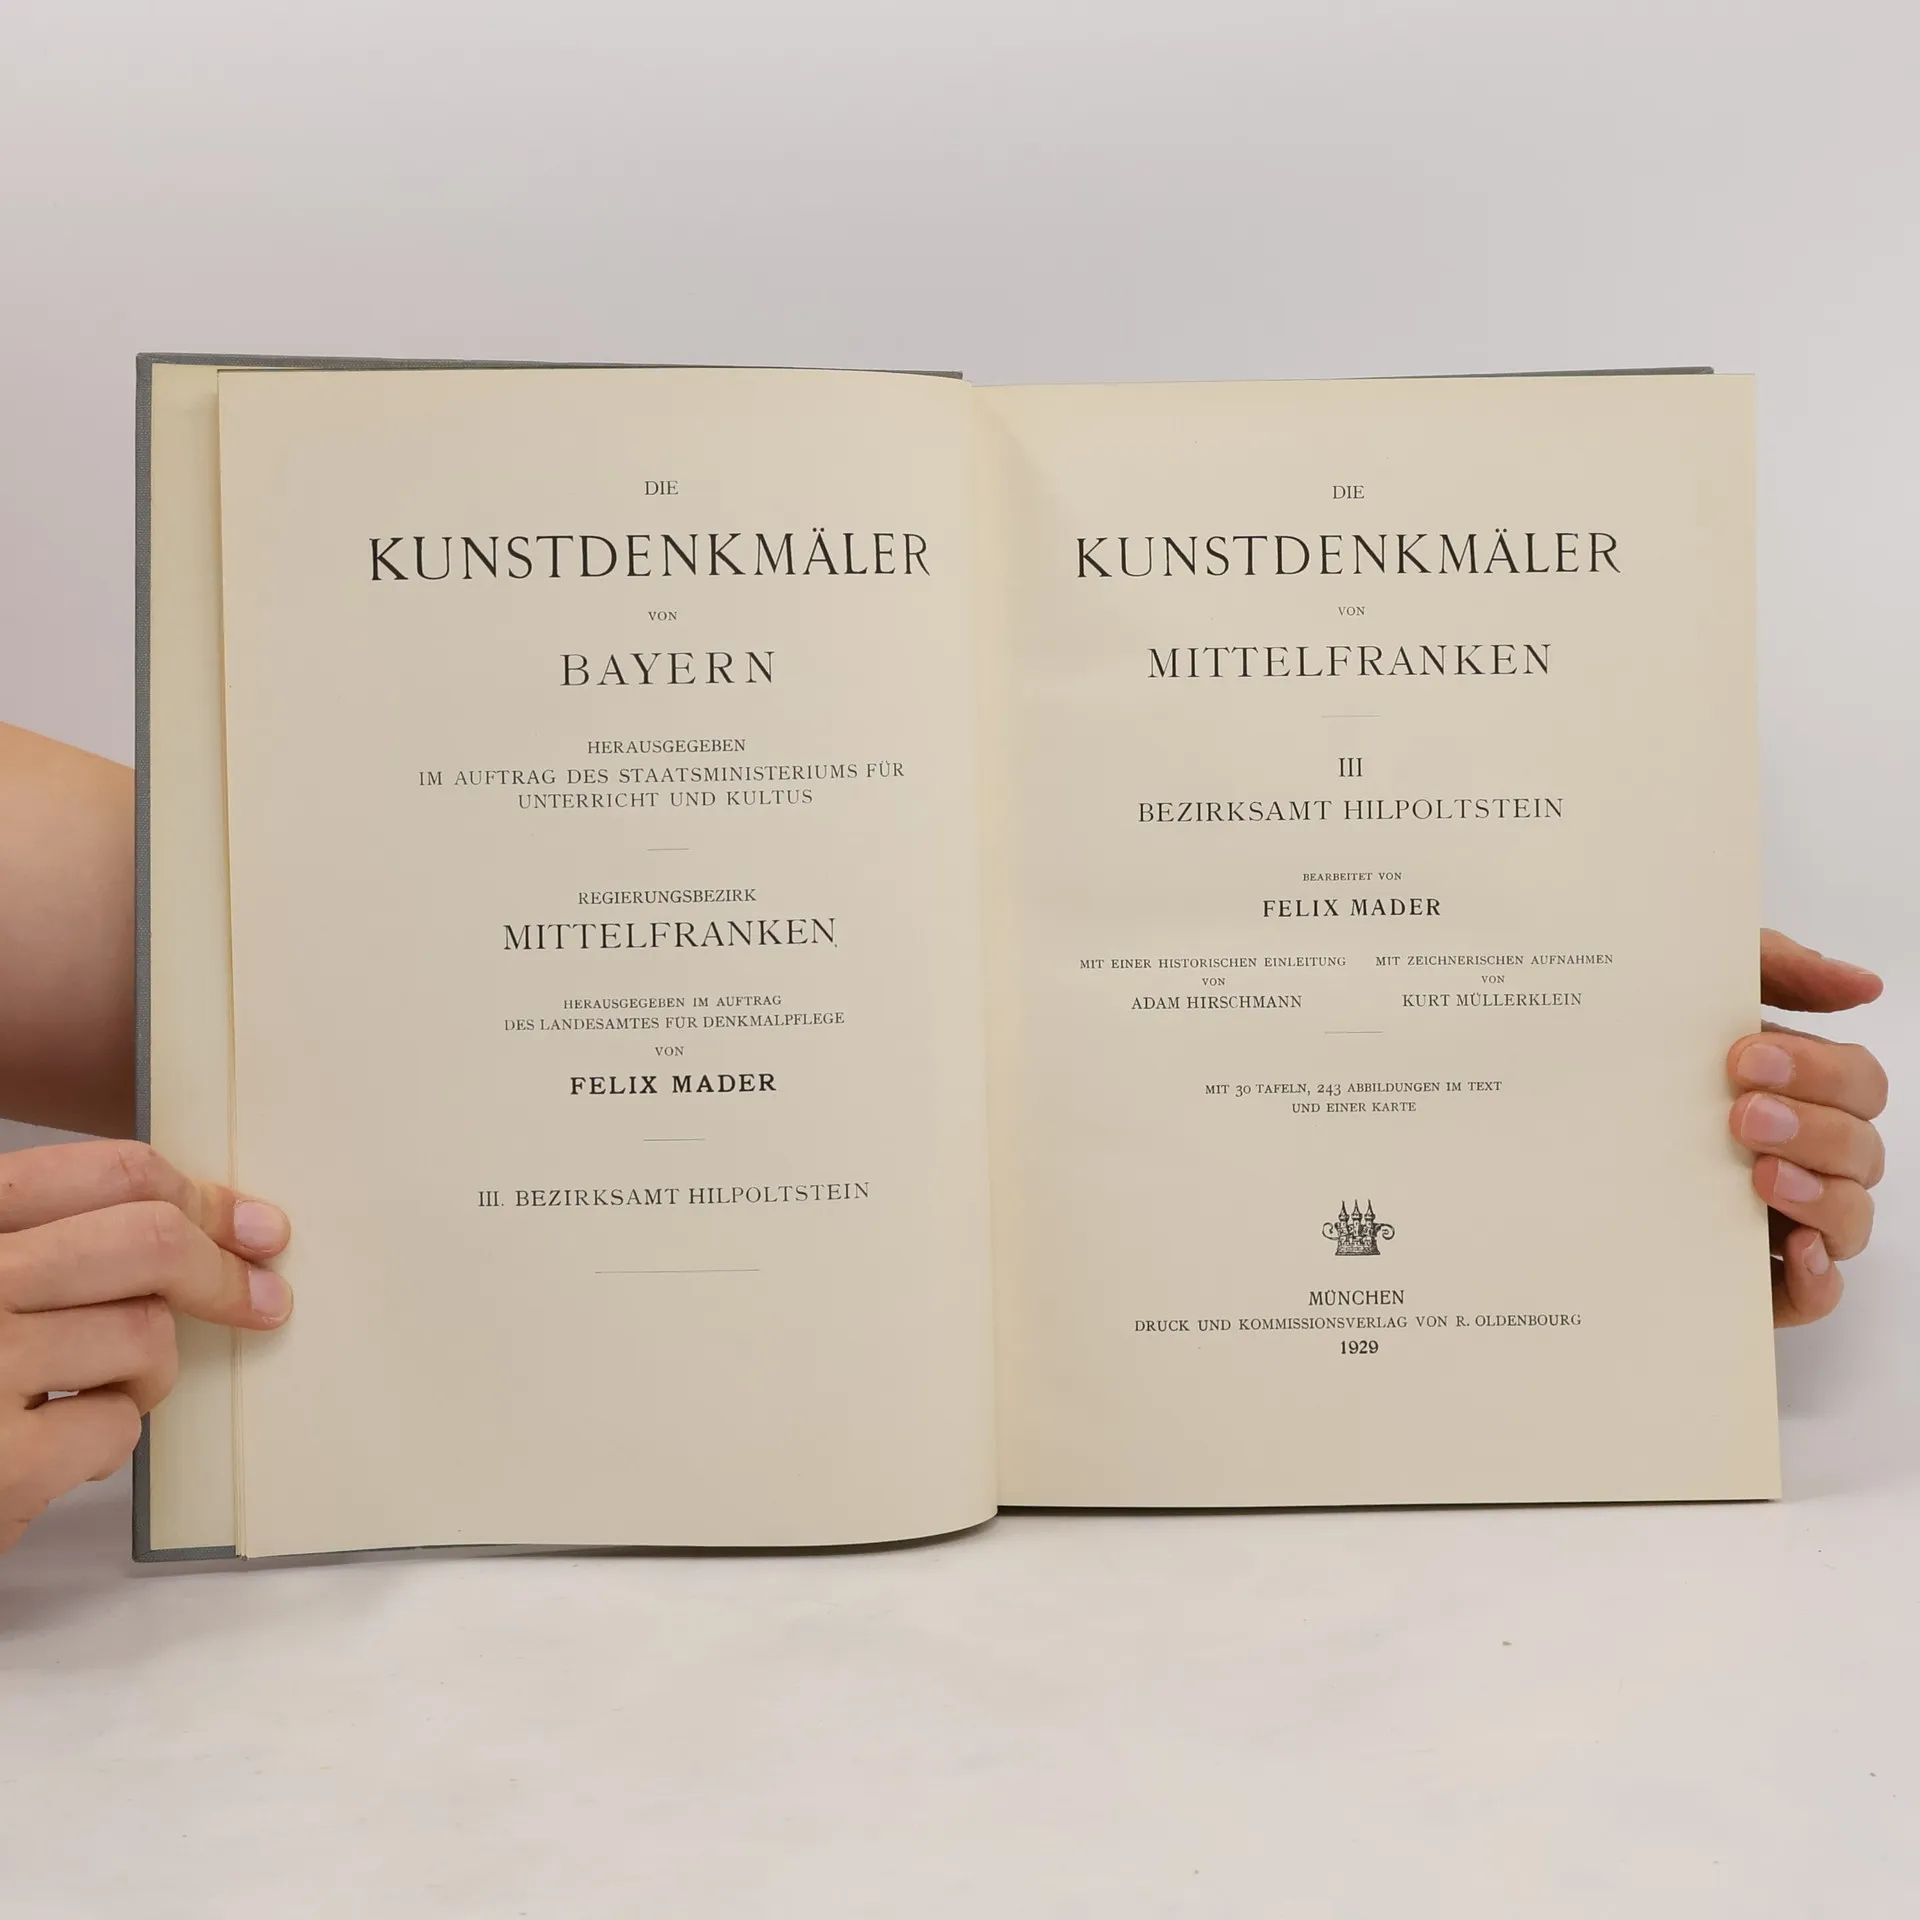 DIE
KUNSTDENKMÄLER
VON
BAYERN
HERAUSGEGEBEN
IM AUFTRAG DES STAATSMINISTERIUMS FÜR
UNTERRICHT UND KULTUS
REGIERUNGSBEZIRK
MITTELFRANKEN
HERAUSGEGEBEN IM AUFTRAG
DES LANDESAMTES FÜR DENKMALPFLEGE
VON
FELIX MADER
III. BEZIRKSAMT HILPOLTSTEIN
DIE
KUNSTDENKMÄLER
VON
MITTELFRANKEN
III
BEZIRKSAMT HILPOLTSTEIN
BEARBEITET VON
FELIX MADER
MIT EINER HISTORISCHEN EINLEITUNG
VON
ADAM HIRSCHMANN
MIT ZEICHNERISCHEN AUFNAHMEN
VON
KURT MÜLLERKLEIN
MIT 30 TAFELN, 243 ABBILDUNGEN IM TEXT
UND EINER KARTE
MÜNCHEN
DRUCK UND KOMMISSIONSVERLAG VON R. OLDENBOURG
1929